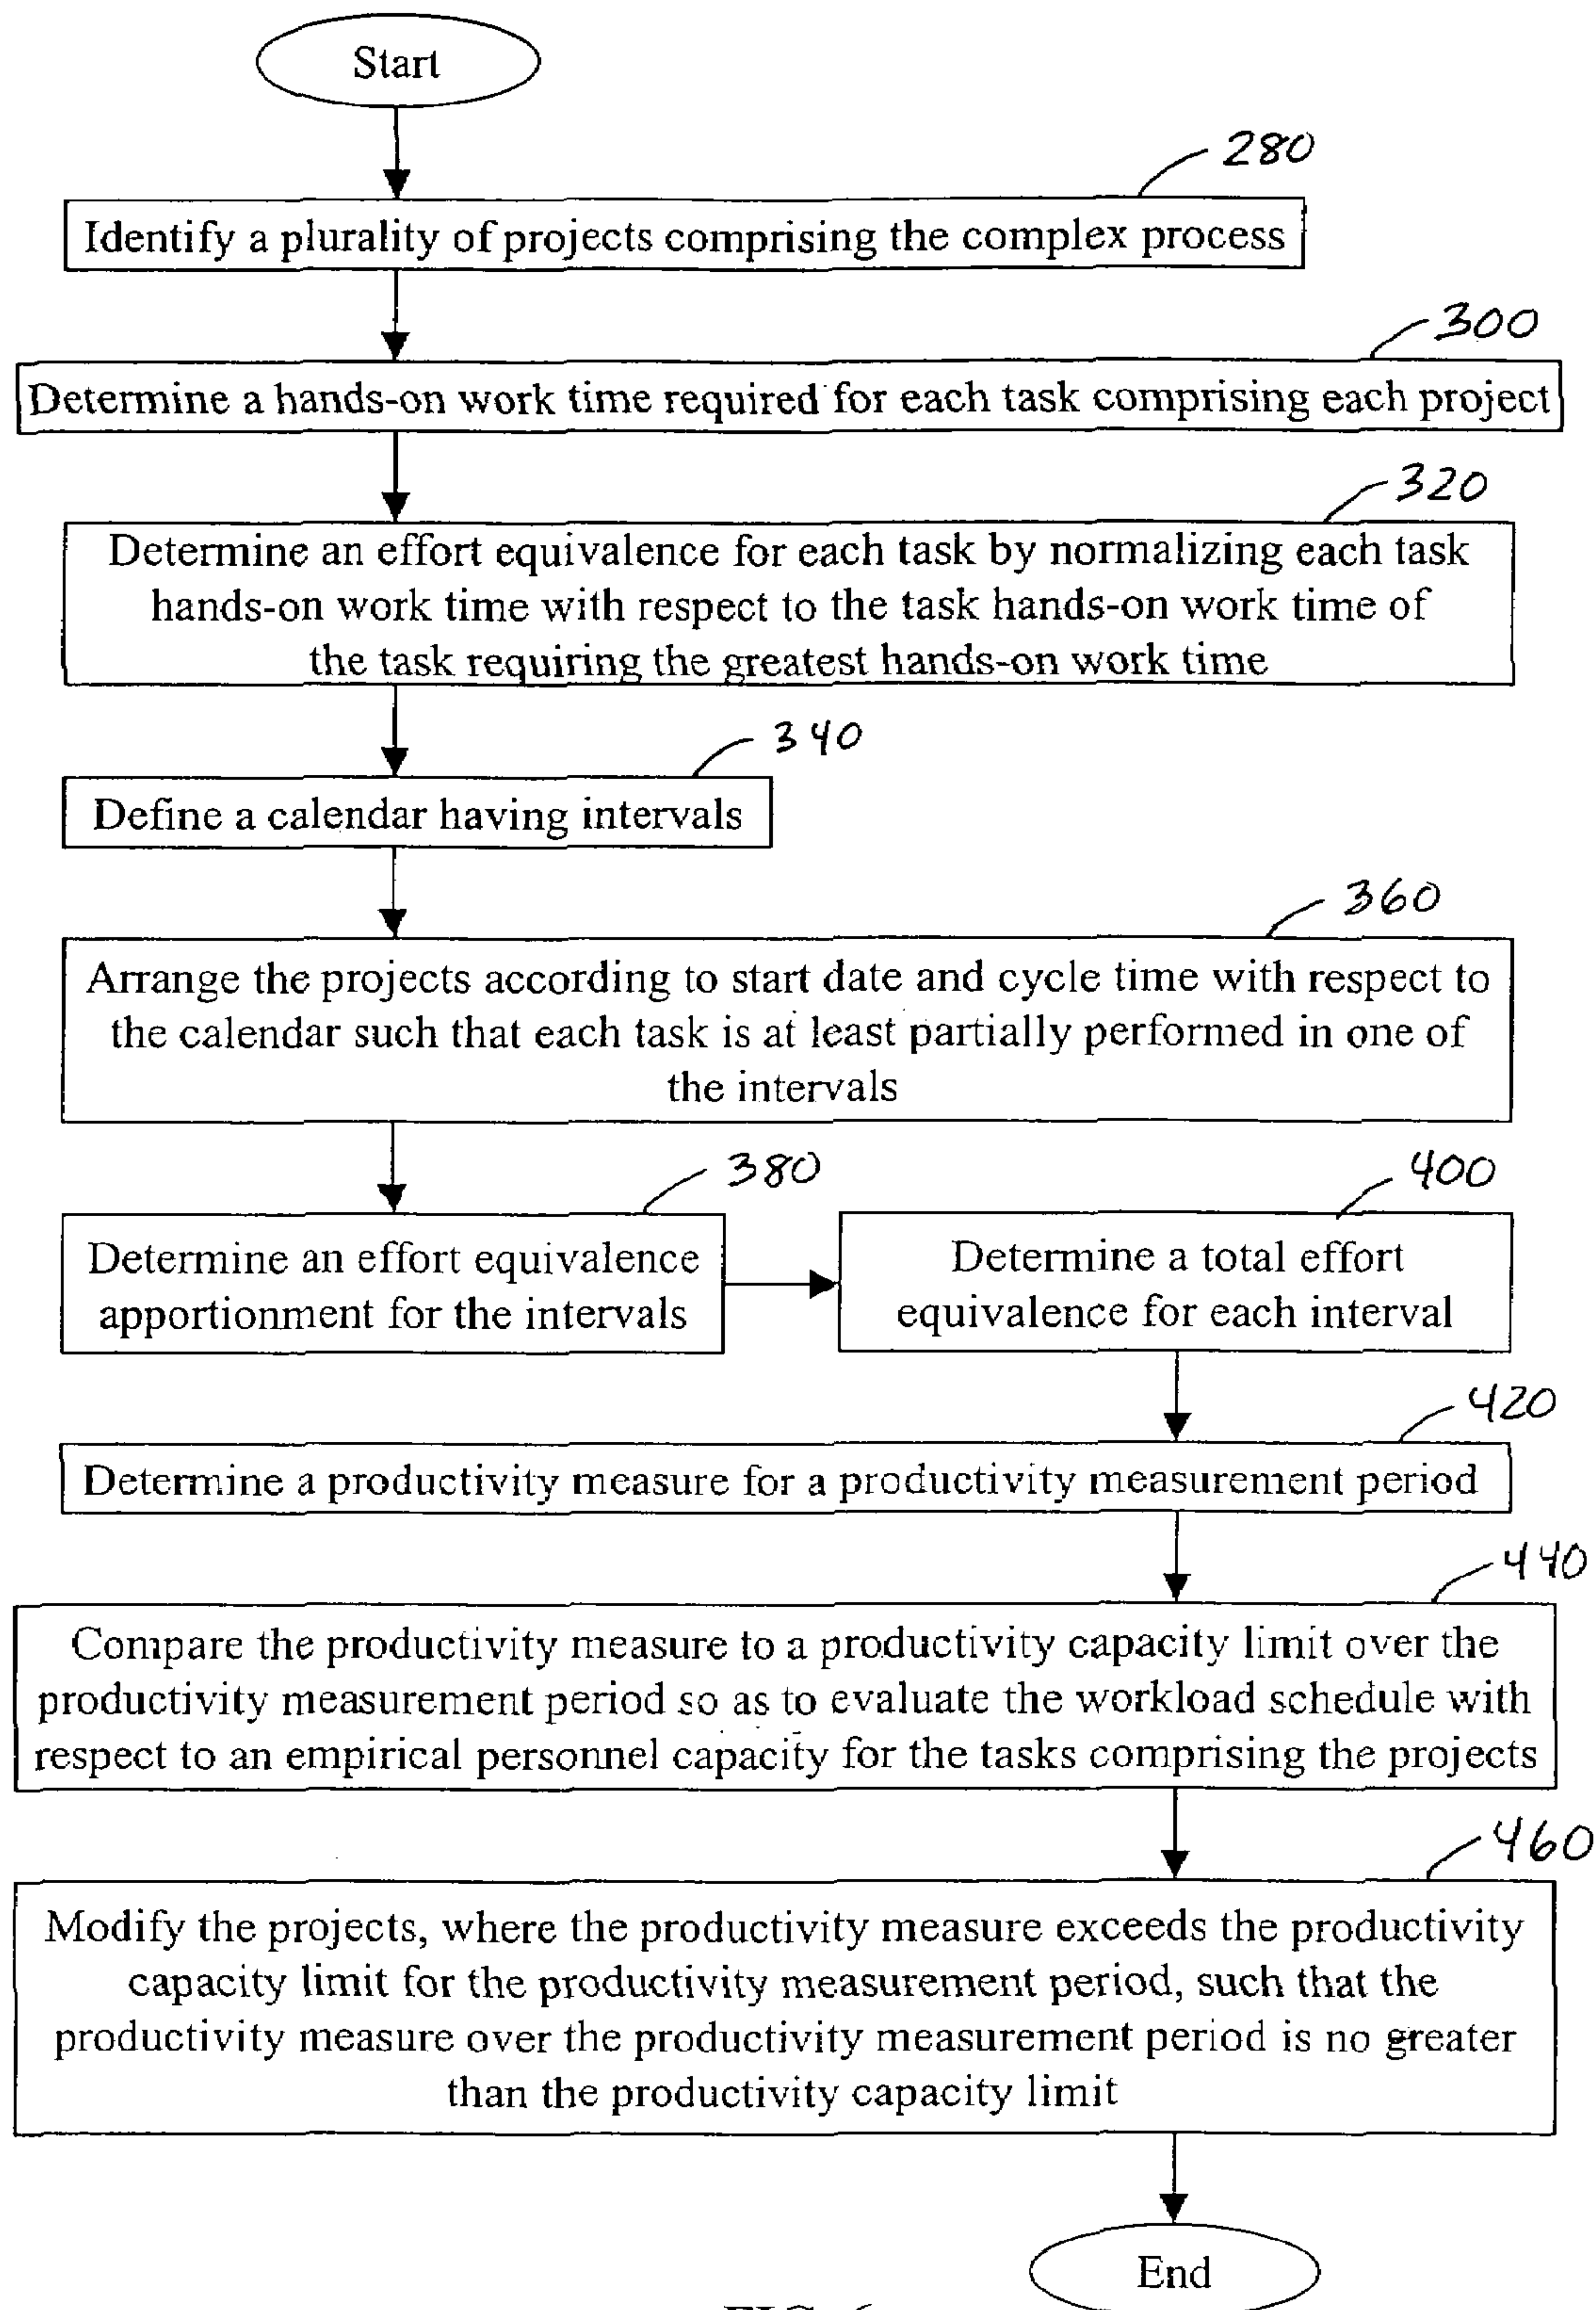 Start
280
Identify a plurality of projects comprising the complex process
300
Determine a hands-on work time required for each task comprising each project
320
Determine an effort equivalence for each task by normalizing each task
hands-on work time with respect to the task hands-on work time of
the task requiring the greatest hands-on work time
340
Define a calendar having intervals
360
Arrange the projects according to start date and cycle time with respect to
the calendar such that each task is at least partially performed in one of
the intervals
380
Determine an effort equivalence
apportionment for the intervals
400
Determine a total effort
equivalence for each interval
420
Determine a productivity measure for a productivity measurement period
440
Compare the productivity measure to a productivity capacity limit over the
productivity measurement period so as to evaluate the workload schedule with
respect to an empirical personnel capacity for the tasks comprising the projects
460
Modify the projects, where the productivity measure exceeds the productivity
capacity limit for the productivity measurement period, such that the
productivity measure over the productivity measurement period is no greater
than the productivity capacity limit
End